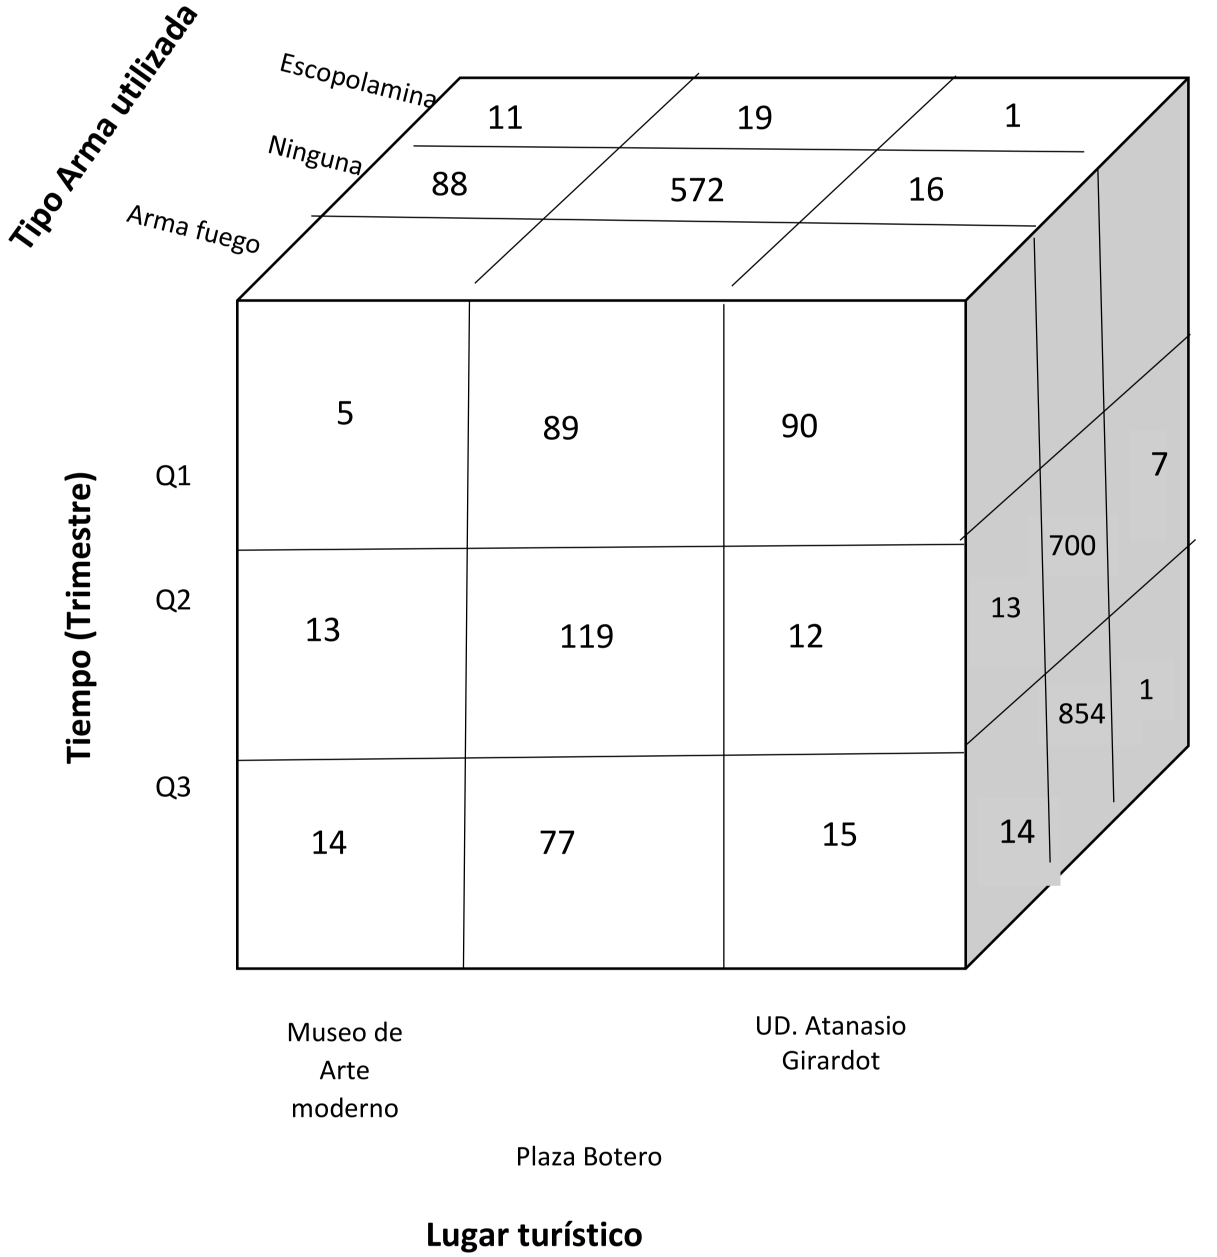 Tipo Arma utilizada
Escopolamina
Ninguna
Arma fuego
11 19 1
88 572 16
5 89 90
Q1
7
700
Tiempo (Trimestre)
Q2
13 119 12
13
1
854
Q3
14 77 15
14
Museo de
Arte
moderno
UD. Atanasio
Girardot
Plaza Botero
Lugar turístico